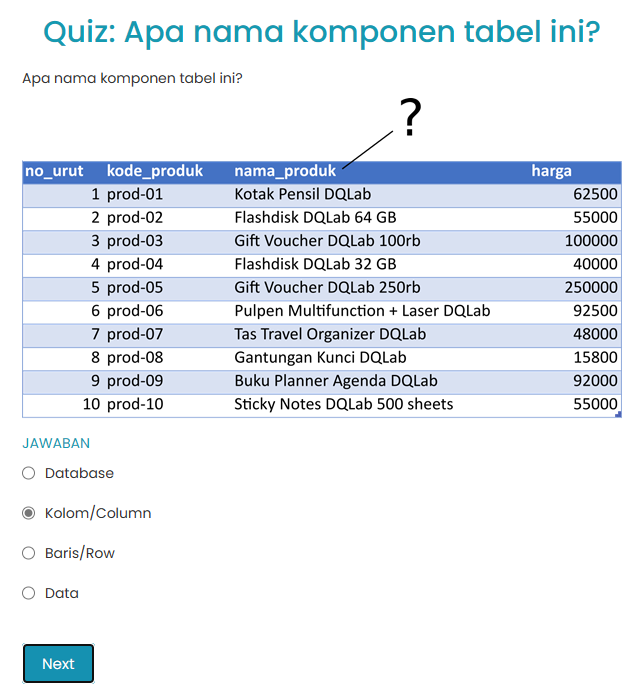 Quiz: Apa nama komponen tabel ini?
Apa nama komponen tabel ini?
?
no_urut kode_produk nama_produk harga
1 prod-01 Kotak Pensil DQLab 62500
2 prod-02 Flashdisk DQLab 64 GB 55000
3 prod-03 Gift Voucher DQLab 100rb 100000
4 prod-04 Flashdisk DQLab 32 GB 40000
5 prod-05 Gift Voucher DQLab 250rb 250000
6 prod-06 Pulpen Multifunction + Laser DQLab 92500
7 prod-07 Tas Travel Organizer DQLab 48000
8 prod-08 Gantungan Kunci DQLab 15800
9 prod-09 Buku Planner Agenda DQLab 92000
10 prod-10 Sticky Notes DQLab 500 sheets 55000
JAWABAN
Database
Kolom/Column
Baris/Row
Data
Next